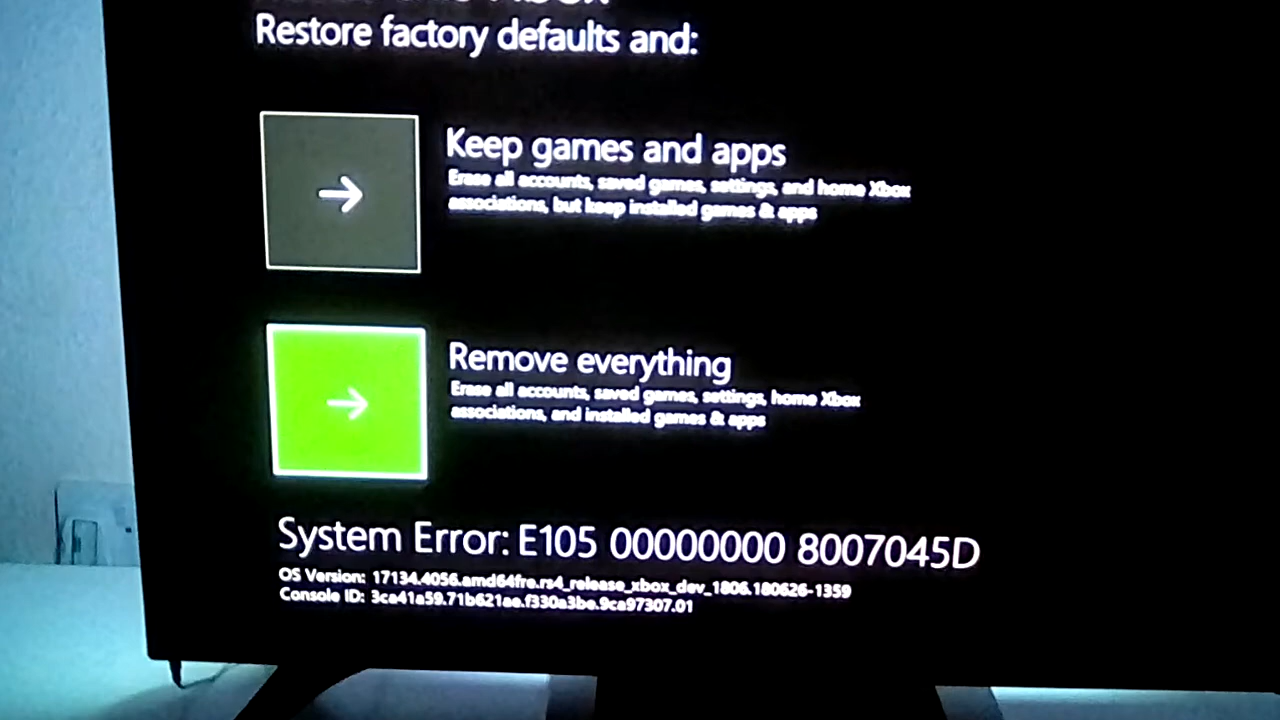 Restore factory defaults and:
Keep games and apps
Erase all accounts, saved games, settings, and home Xbox
associations, but keep installed games & apps
Remove everything
Erase all accounts, saved games, settings, home Xbox
associations, and installed games & apps
System Error: E105 00000000 8007045D
OS Version: 17134.4056.amd64fre.rs4_release_xbox_dev_1806.180626-1359
Console ID: 3ca41a59.71b621ae.f330a3be.9ca97307.01